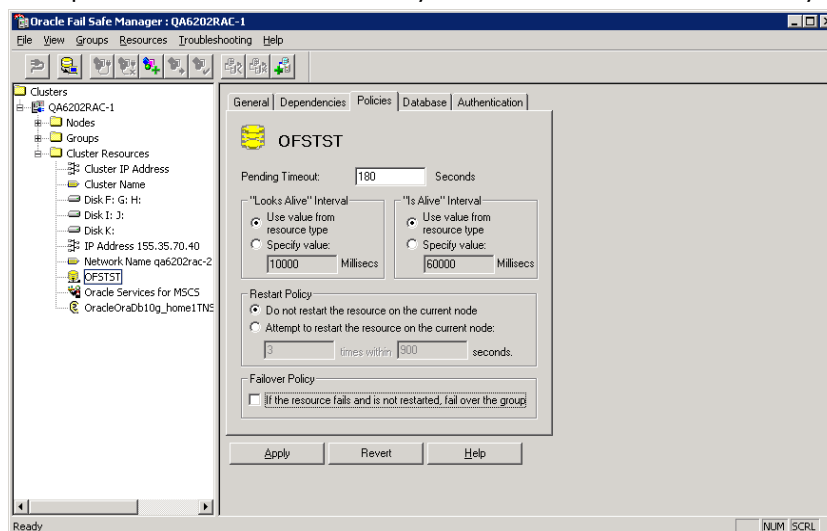 Oracle Fail Safe Manager : QA6202RAC-1
File View Groups Resources Troubleshooting Help
Clusters
QA6202RAC-1
Nodes
Groups
Cluster Resources
Cluster IP Address
Cluster Name
Disk F: G: H:
Disk I: J:
Disk K:
IP Address 155.35.70.40
Network Name qa6202rac-2
OFSTST
Oracle Services for MSCS
OracleOraDb10g_home1TNS
General Dependencies Policies Database Authentication
OFSTST
Pending Timeout: 180 Seconds
"Looks Alive" Interval
Use value from
resource type
Specify value:
10000 Millisecs
"Is Alive" Interval
Use value from
resource type
Specify value:
60000 Millisecs
Restart Policy
Do not restart the resource on the current node
Attempt to restart the resource on the current node:
3 times within 900 seconds.
Failover Policy
If the resource fails and is not restarted, fail over the group
Apply Revert Help
Ready NUM SCRL